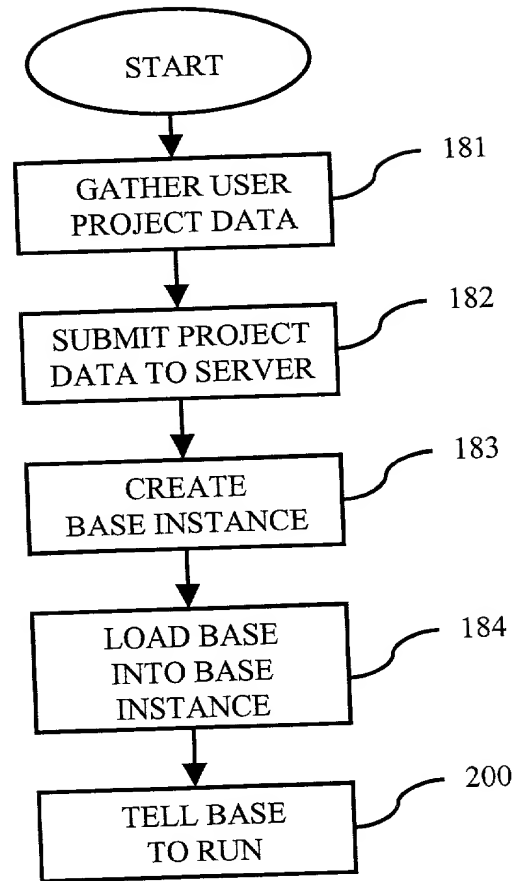 START
181
GATHER USER
PROJECT DATA
182
SUBMIT PROJECT
DATA TO SERVER
183
CREATE
BASE INSTANCE
184
LOAD BASE
INTO BASE
INSTANCE
200
TELL BASE
TO RUN